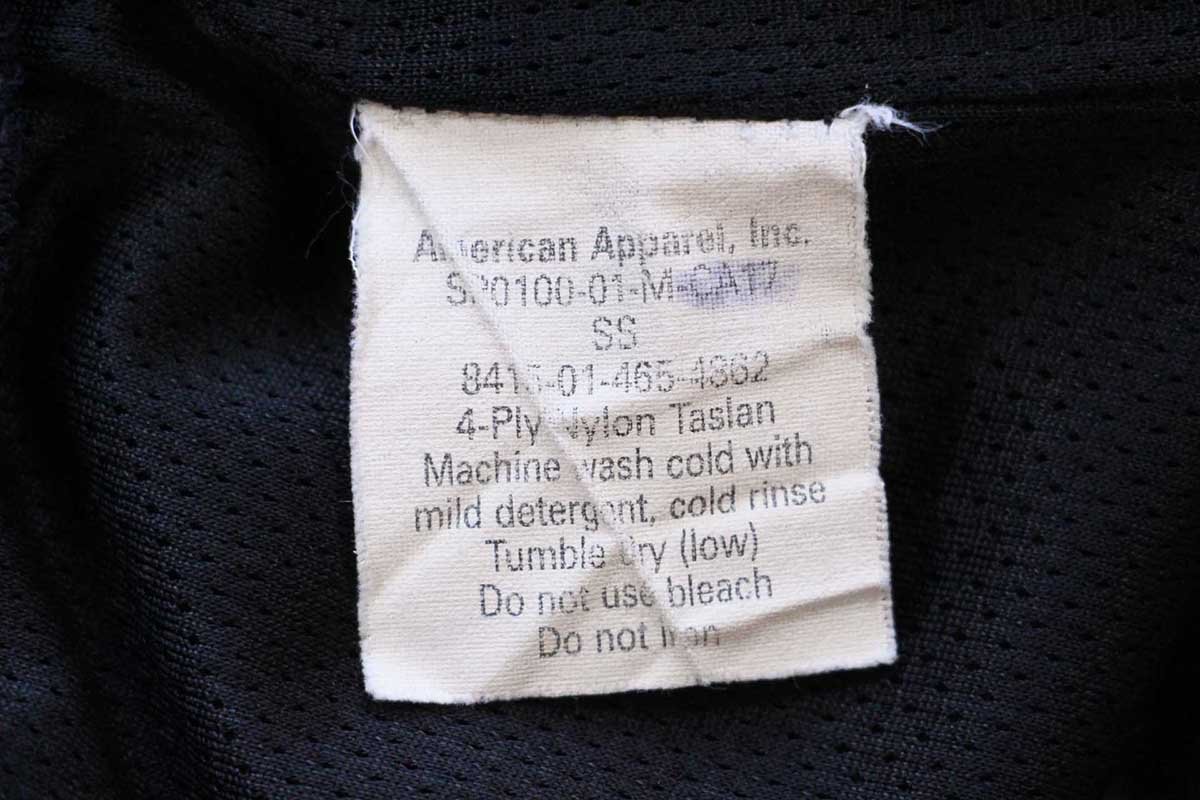 American Apparel, Inc.
SP0100-01-M-CA17
SS
8415-01-465-4862
4-Ply Nylon Taslan
Machine wash cold with
mild detergent, cold rinse
Tumble dry (low)
Do not use bleach
Do not Iron